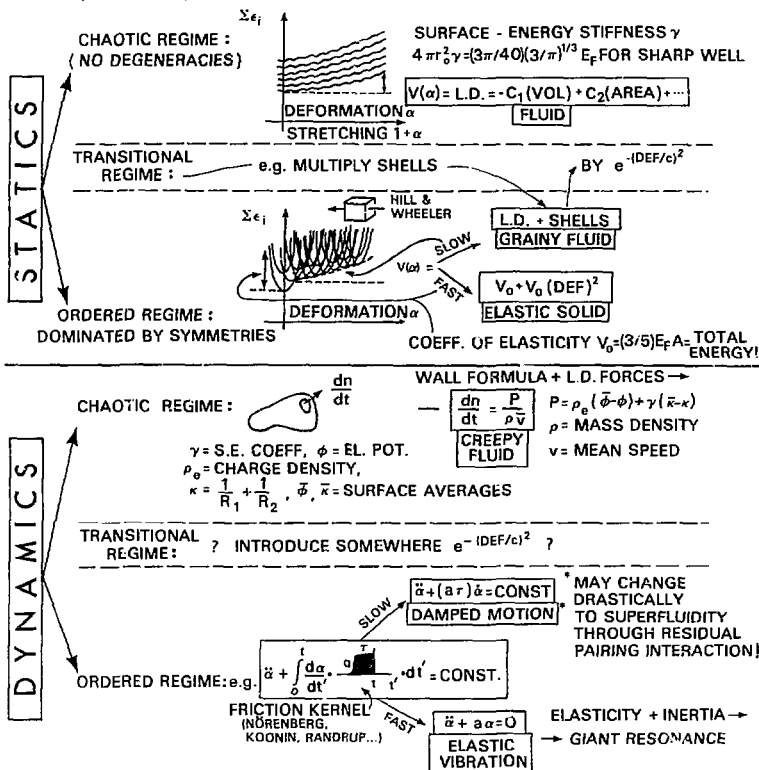 STATICS
CHAOTIC REGIME:
(NO DEGENERACIES)
Σϵi
DEFORMATION α
STRETCHING 1+α
SURFACE - ENERGY STIFFNESS γ
4πr₀²γ=(3π/40)(3/π)^1/3 E_F FOR SHARP WELL
V(α) = L.D. = -C₁(VOL) + C₂(AREA) + ···
FLUID
TRANSITIONAL REGIME:
e.g. MULTIPLY SHELLS
BY e^-(DEF/c)²
Σϵi
HILL & WHEELER
L.D. + SHELLS
GRAINY FLUID
V(α) =
SLOW
FAST
V₀ + V₀ (DEF)²
ELASTIC SOLID
ORDERED REGIME:
DOMINATED BY SYMMETRIES
DEFORMATION α
COEFF. OF ELASTICITY V₀=(3/5)E_F A= TOTAL ENERGY!
DYNAMICS
CHAOTIC REGIME:
dn/dt
WALL FORMULA + L.D. FORCES →
dn/dt = P/ρv̄
CREEPY FLUID
P=ρₑ(φ̄-φ)+γ(κ̄-κ)
ρ= MASS DENSITY
v= MEAN SPEED
γ = S.E. COEFF, φ = EL. POT.
ρₑ = CHARGE DENSITY,
κ = 1/R₁ + 1/R₂ , φ̄, κ̄ = SURFACE AVERAGES
TRANSITIONAL REGIME:
? INTRODUCE SOMEWHERE e^-(DEF/c)² ?
SLOW
α̈+(aτ)α̇=CONST
DAMPED MOTION *
* MAY CHANGE
DRASTICALLY
TO SUPERFLUIDITY
THROUGH RESIDUAL
PAIRING INTERACTION!
ORDERED REGIME: e.g.
α̈ + ∫₀ᵗ dα/dt' · a τ t t' · dt' = CONST.
FRICTION KERNEL
(NÖRENBERG,
KOONIN, RANDRUP...)
FAST
α̈ + aα = 0
ELASTIC VIBRATION
ELASTICITY + INERTIA →
→ GIANT RESONANCE